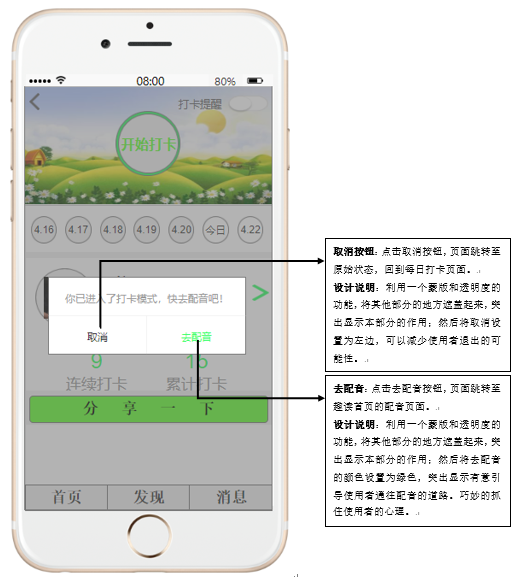 08:00
80%
打卡提醒
开始打卡
4.16
4.17
4.18
4.19
4.20
今日
4.22
你已进入了打卡模式，快去配音吧！
取消
去配音
9
15
连续打卡
累计打卡
分 享 一 下
首页
发现
消息
取消按钮：点击取消按钮，页面跳转至
原始状态，回到每日打卡页面。
设计说明：利用一个蒙版和透明度的
功能，将其他部分的地方遮盖起来，突
出显示本部分的作用；然后将取消设
置为左边，可以减少使用者退出的可
能性。
去配音：点击去配音按钮，页面跳转至
趣读首页的配音页面。
设计说明：利用一个蒙版和透明度的
功能，将其他部分的地方遮盖起来，突
出显示本部分的作用；然后将去配音
的颜色设置为绿色，突出显示有意引
导使用者通往配音的道路。巧妙的抓
住使用者的心理。